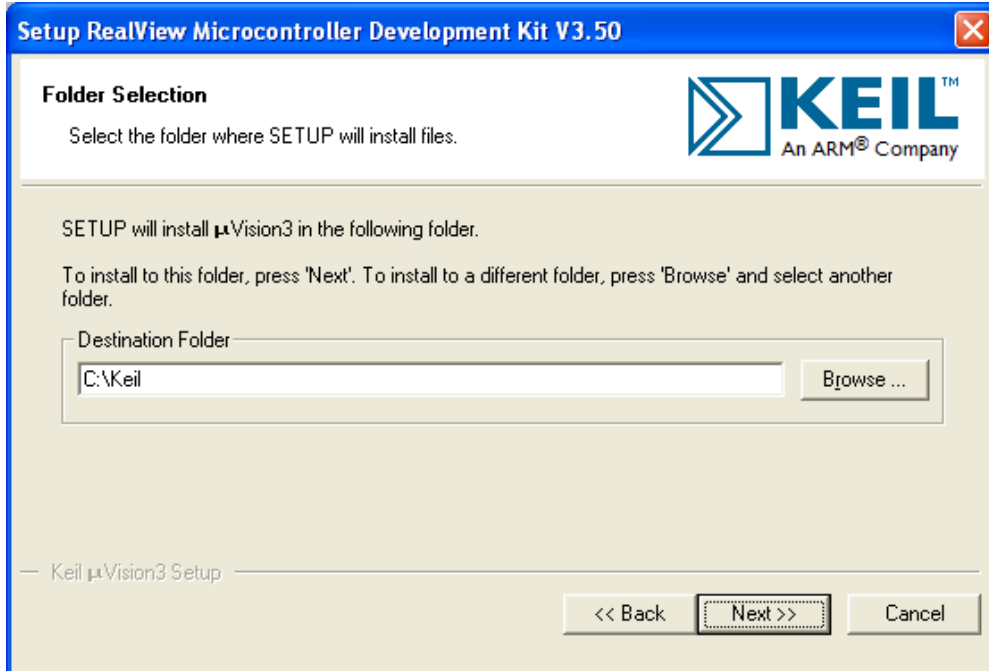 Setup RealView Microcontroller Development Kit V3.50
Folder Selection
Select the folder where SETUP will install files.
KEIL™
An ARM® Company
SETUP will install µVision3 in the following folder.
To install to this folder, press 'Next'. To install to a different folder, press 'Browse' and select another
folder.
Destination Folder
C:\Keil
Browse ...
Keil µVision3 Setup
<< Back
Next >>
Cancel